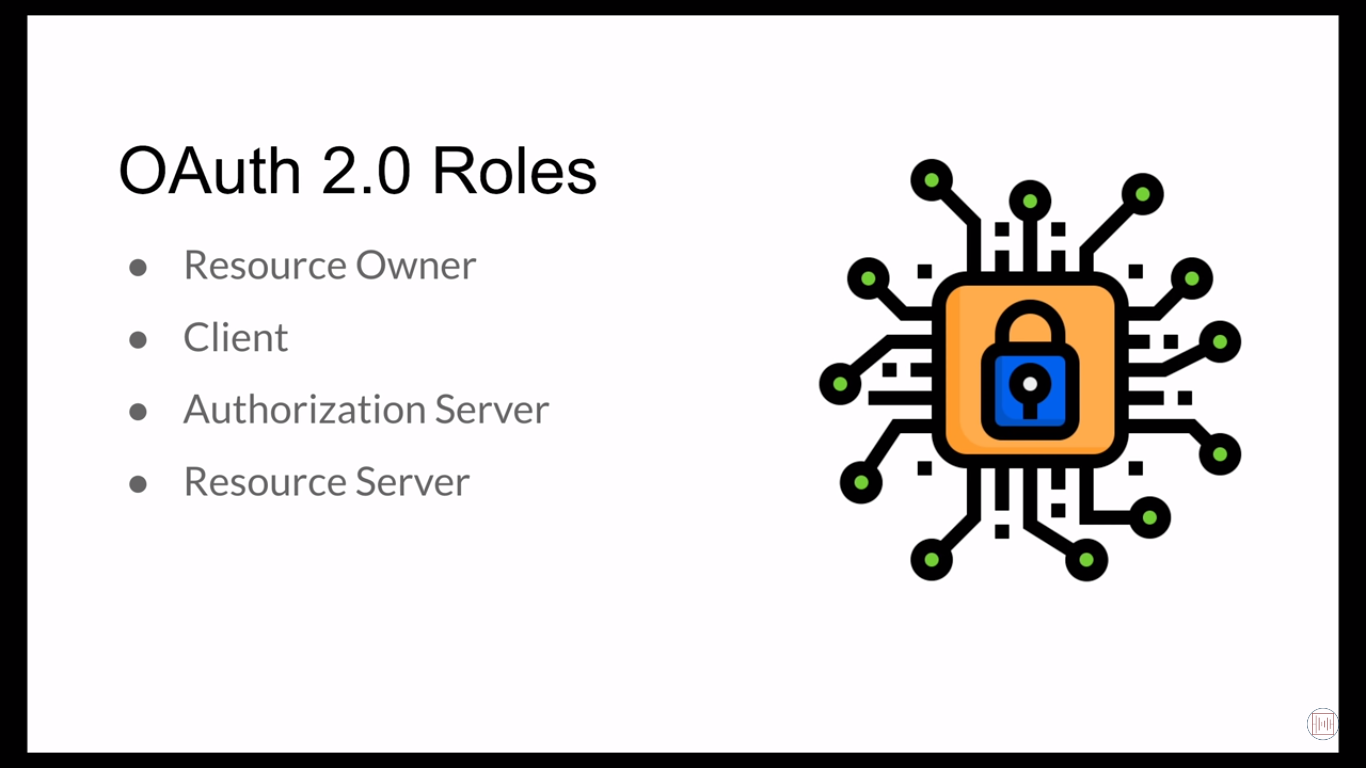 OAuth 2.0 Roles
● Resource Owner
● Client
● Authorization Server
● Resource Server